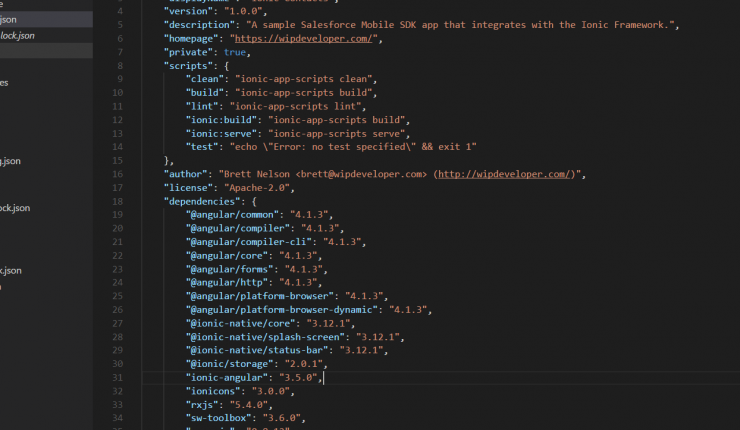 json
lock.json
es
g.json
ock.json
k.json
4 "version": "1.0.0",
5 "description": "A sample Salesforce Mobile SDK app that integrates with the Ionic Framework.",
6 "homepage": "https://wipdeveloper.com/",
7 "private": true,
8 "scripts": {
9 "clean": "ionic-app-scripts clean",
10 "build": "ionic-app-scripts build",
11 "lint": "ionic-app-scripts lint",
12 "ionic:build": "ionic-app-scripts build",
13 "ionic:serve": "ionic-app-scripts serve",
14 "test": "echo \"Error: no test specified\" && exit 1"
15 },
16 "author": "Brett Nelson <brett@wipdeveloper.com> (http://wipdeveloper.com/)",
17 "license": "Apache-2.0",
18 "dependencies": {
19 "@angular/common": "4.1.3",
20 "@angular/compiler": "4.1.3",
21 "@angular/compiler-cli": "4.1.3",
22 "@angular/core": "4.1.3",
23 "@angular/forms": "4.1.3",
24 "@angular/http": "4.1.3",
25 "@angular/platform-browser": "4.1.3",
26 "@angular/platform-browser-dynamic": "4.1.3",
27 "@ionic-native/core": "3.12.1",
28 "@ionic-native/splash-screen": "3.12.1",
29 "@ionic-native/status-bar": "3.12.1",
30 "@ionic/storage": "2.0.1",
31 "ionic-angular": "3.5.0",
32 "ionicons": "3.0.0",
33 "rxjs": "5.4.0",
34 "sw-toolbox": "3.6.0",